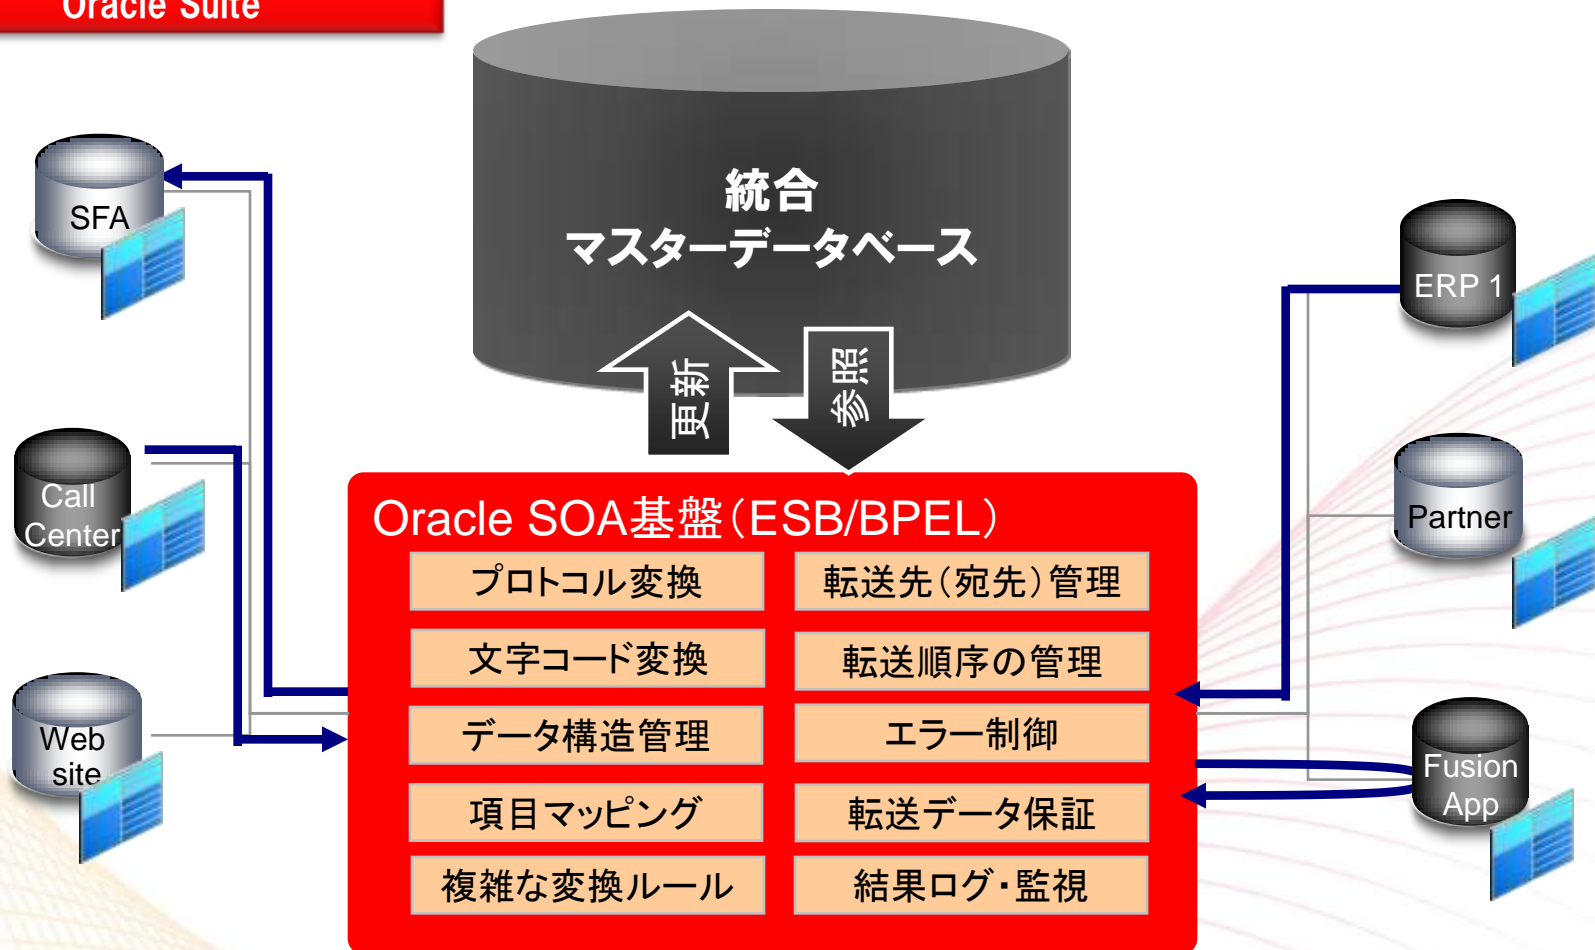 Oracle Suite
統合
マスターデータベース
SFA
ERP 1
更新
参照
Call
Center
Partner
Oracle SOA基盤（ESB/BPEL）
プロトコル変換
転送先（宛先）管理
文字コード変換
転送順序の管理
データ構造管理
エラー制御
項目マッピング
転送データ保証
複雑な変換ルール
結果ログ・監視
Web
site
Fusion
App